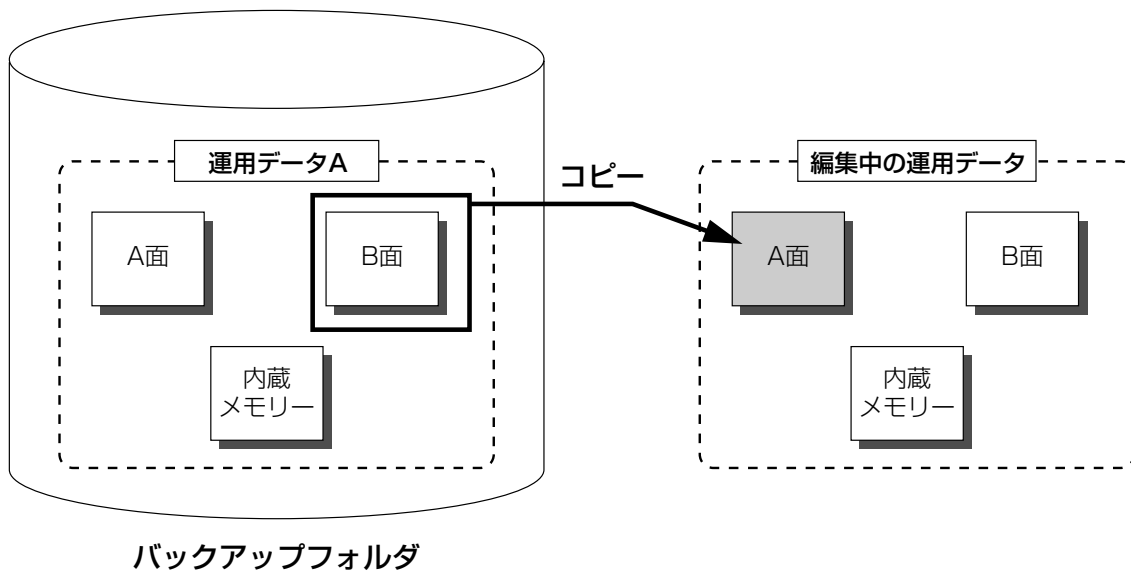 運用データA
コピー
編集中の運用データ
A面
B面
A面
B面
内蔵
メモリー
内蔵
メモリー
バックアップフォルダ